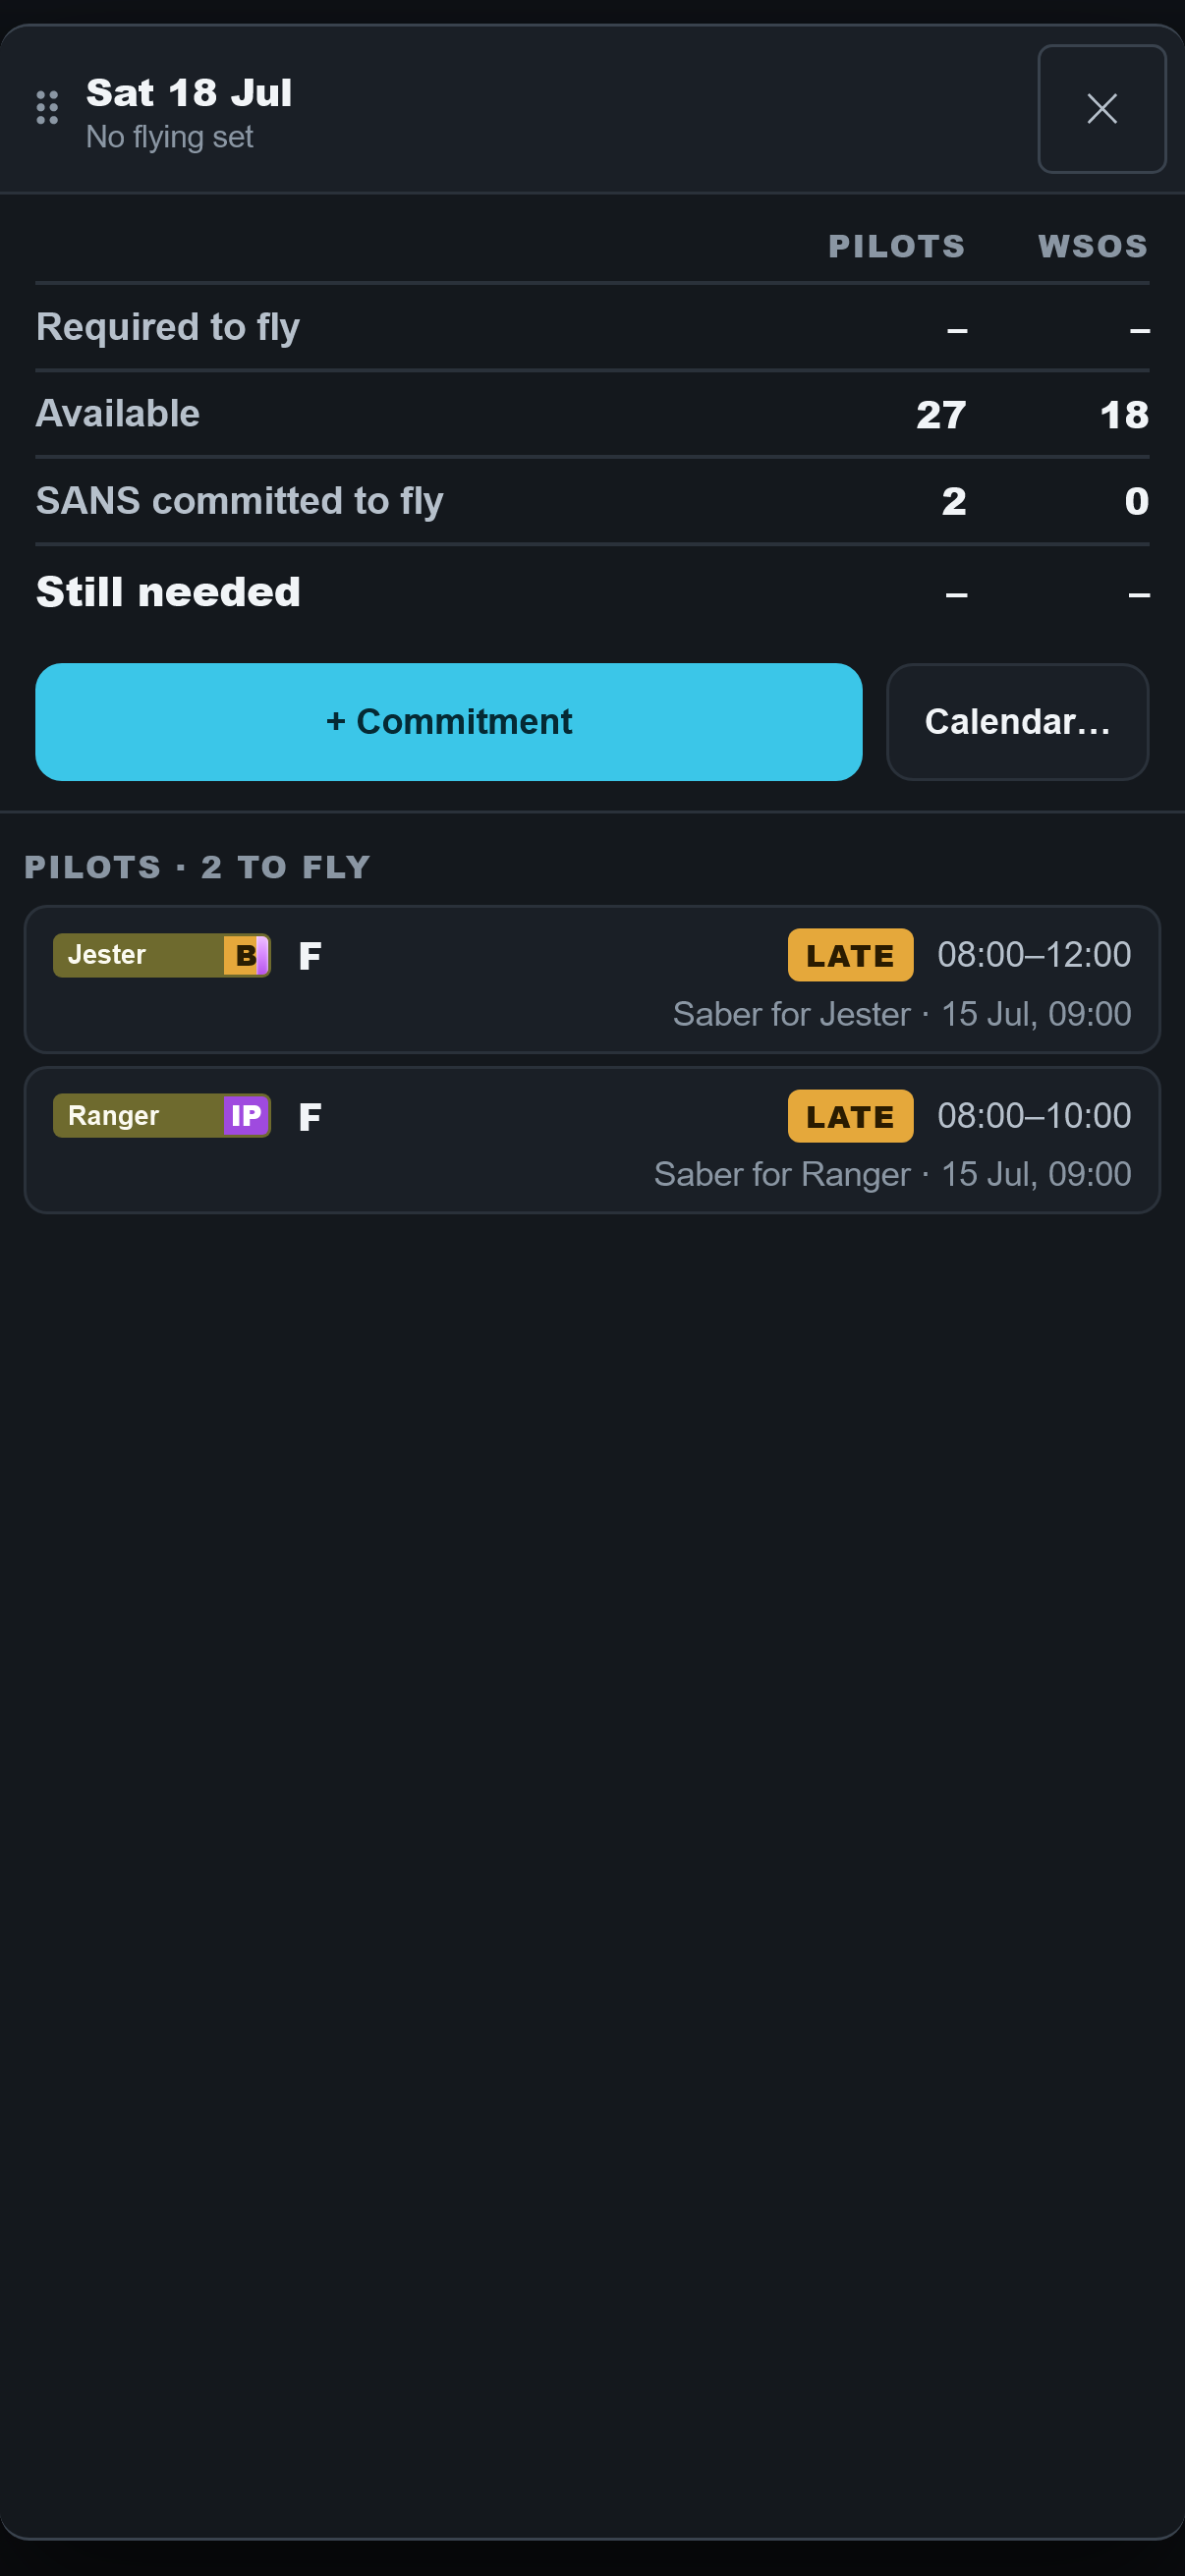 Sat 18 Jul
No flying set
PILOTS WSOS
Required to fly – –
Available 27 18
SANS committed to fly 2 0
Still needed – –
+ Commitment Calendar…
PILOTS · 2 TO FLY
Jester B F LATE 08:00–12:00
Saber for Jester · 15 Jul, 09:00
Ranger IP F LATE 08:00–10:00
Saber for Ranger · 15 Jul, 09:00